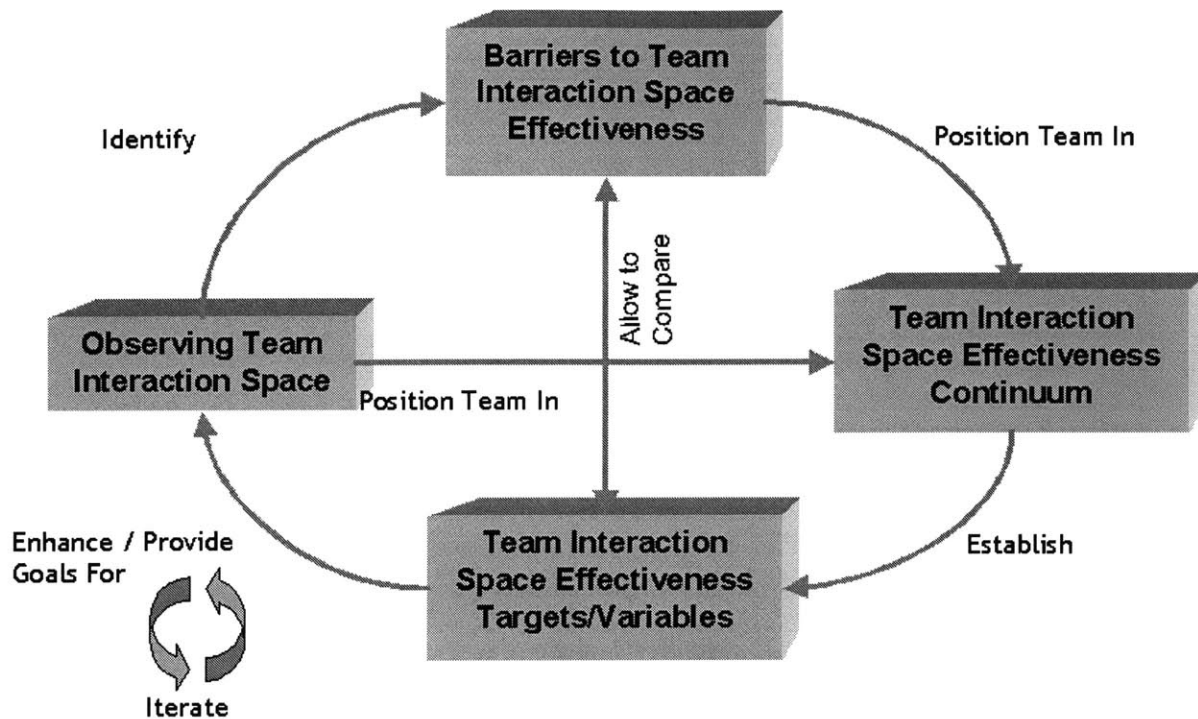 Barriers to Team
Interaction Space
Effectiveness
Identify
Position Team In
Allow to
Compare
Observing Team
Interaction Space
Team Interaction
Space Effectiveness
Continuum
Position Team In
Enhance / Provide
Goals For
Team Interaction
Space Effectiveness
Targets/Variables
Establish
Iterate